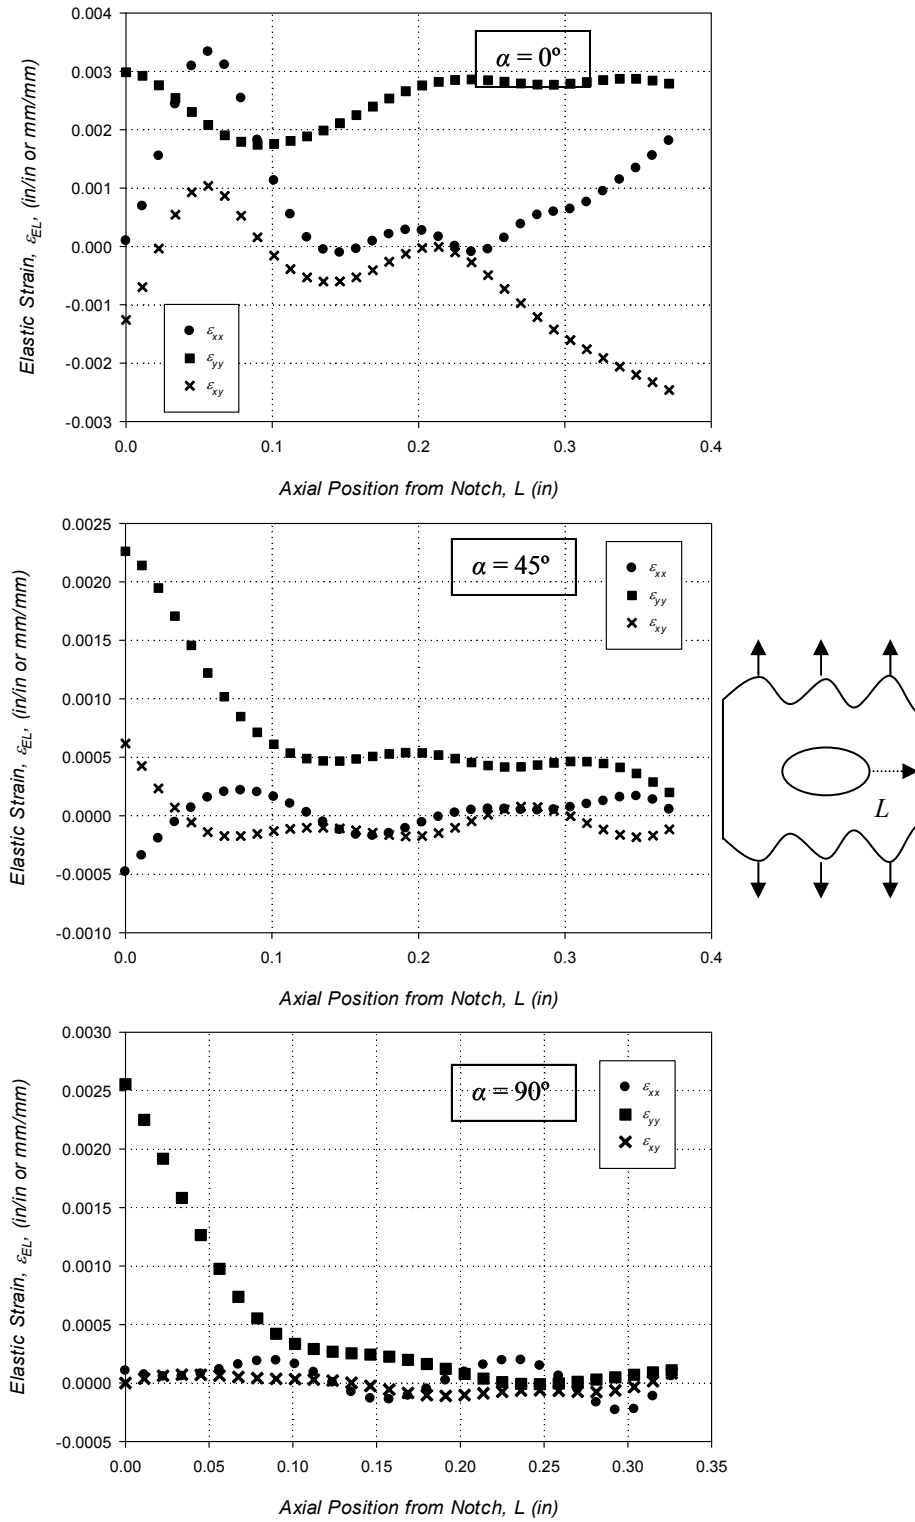 α = 0º
Elastic Strain, εEL, (in/in or mm/mm)
0.004
0.003
0.002
0.001
0.000
-0.001
-0.002
-0.003
εxx
εyy
εxy
0.0 0.1 0.2 0.3 0.4
Axial Position from Notch, L (in)
α = 45º
Elastic Strain, εEL, (in/in or mm/mm)
0.0025
0.0020
0.0015
0.0010
0.0005
0.0000
-0.0005
-0.0010
εxx
εyy
εxy
0.0 0.1 0.2 0.3 0.4
Axial Position from Notch, L (in)
L
α = 90º
Elastic Strain, εEL, (in/in or mm/mm)
0.0030
0.0025
0.0020
0.0015
0.0010
0.0005
0.0000
-0.0005
εxx
εyy
εxy
0.00 0.05 0.10 0.15 0.20 0.25 0.30 0.35
Axial Position from Notch, L (in)